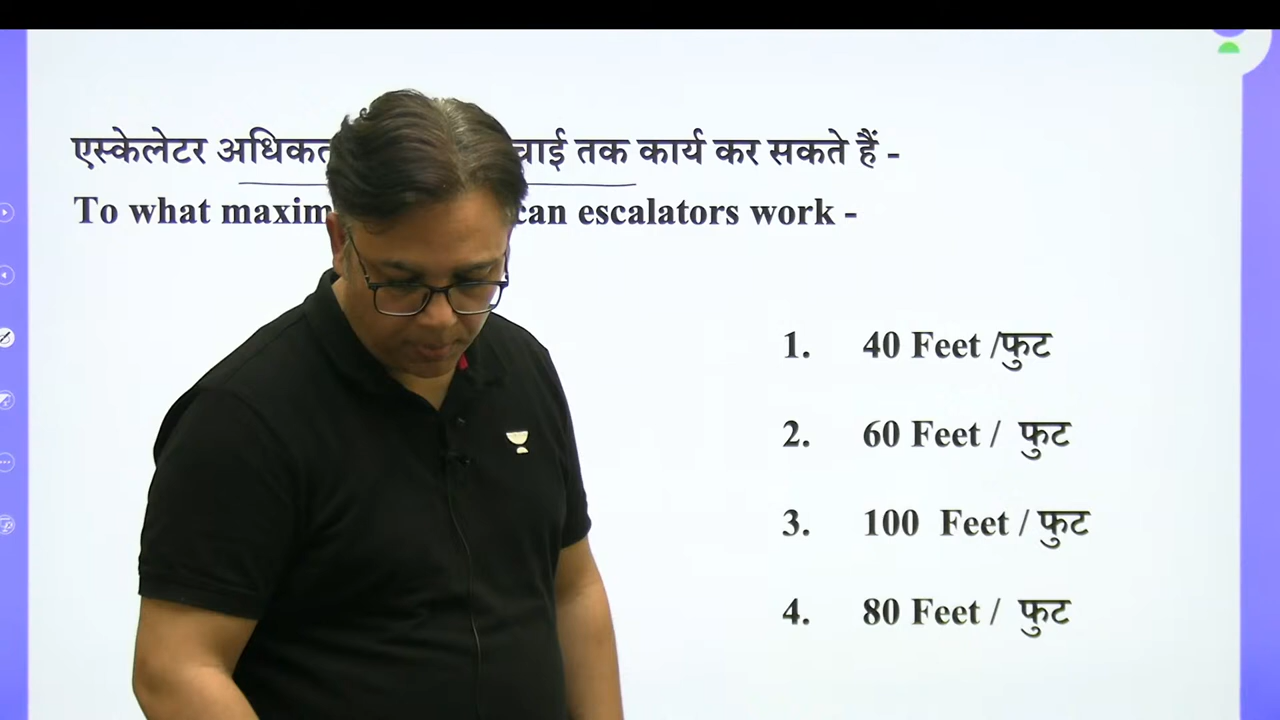 एस्केलेटर अधिकत चाई तक कार्य कर सकते हैं -
To what maxim can escalators work -
1. 40 Feet /फुट
2. 60 Feet / फुट
3. 100 Feet / फुट
4. 80 Feet / फुट